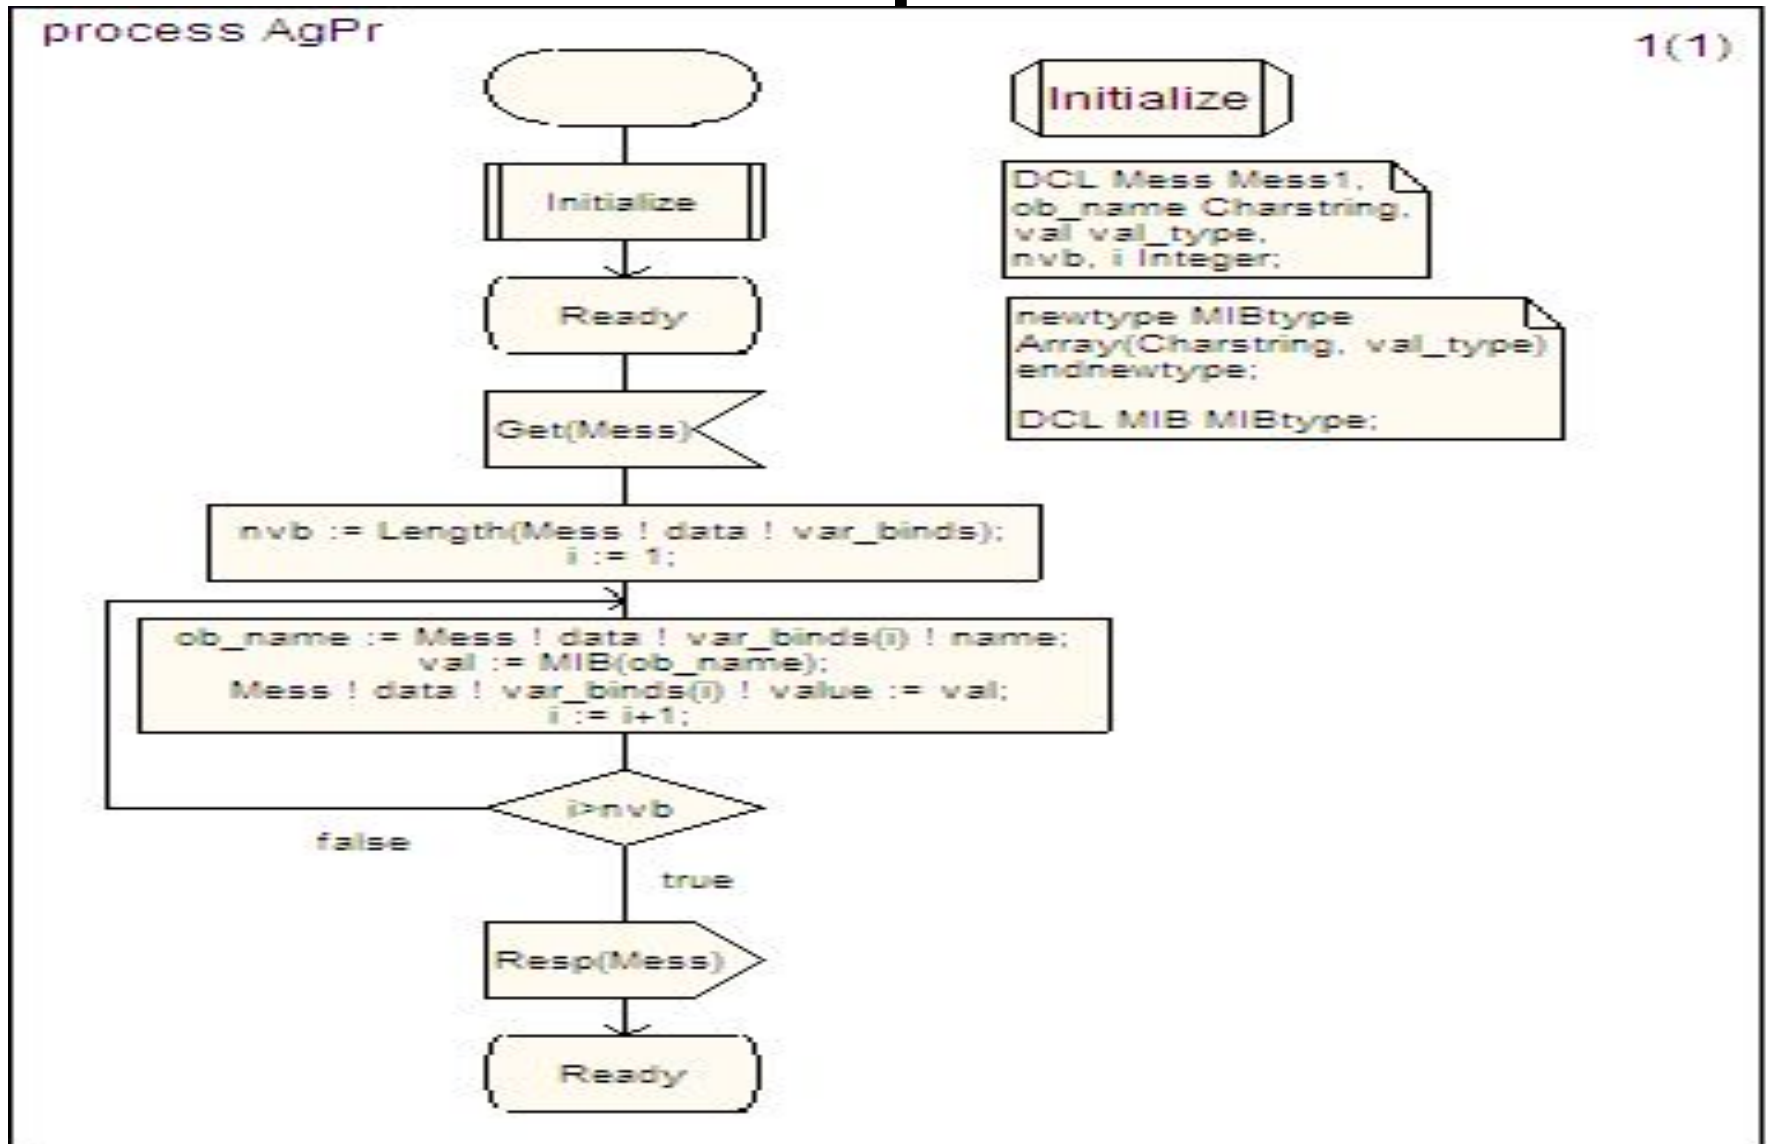 process AgPr
1(1)
Initialize
Initialize
DCL Mess Mess1,
ob_name Charstring,
val val_type,
nvb, i Integer;
Ready
newtype MIBtype
Array(Charstring, val_type)
endnewtype;
DCL MIB MIBtype;
Get(Mess)
nvb := Length(Mess ! data ! var_binds);
i := 1;
ob_name := Mess ! data ! var_binds(i) ! name;
val := MIB(ob_name);
Mess ! data ! var_binds(i) ! value := val;
i := i+1;
i>nvb
false
true
Resp(Mess)
Ready